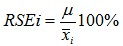 RSEi = μ / x̄ᵢ 100%